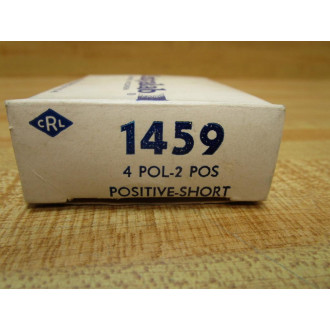 CRL
1459
4 POL-2 POS
POSITIVE-SHORT